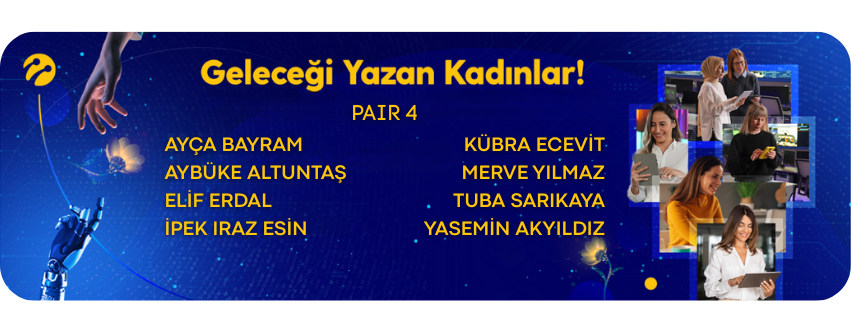 Geleceği Yazan Kadınlar!
PAIR 4
AYÇA BAYRAM
AYBÜKE ALTUNTAŞ
ELİF ERDAL
İPEK IRAZ ESİN
KÜBRA ECEVİT
MERVE YILMAZ
TUBA SARIKAYA
YASEMİN AKYILDIZ